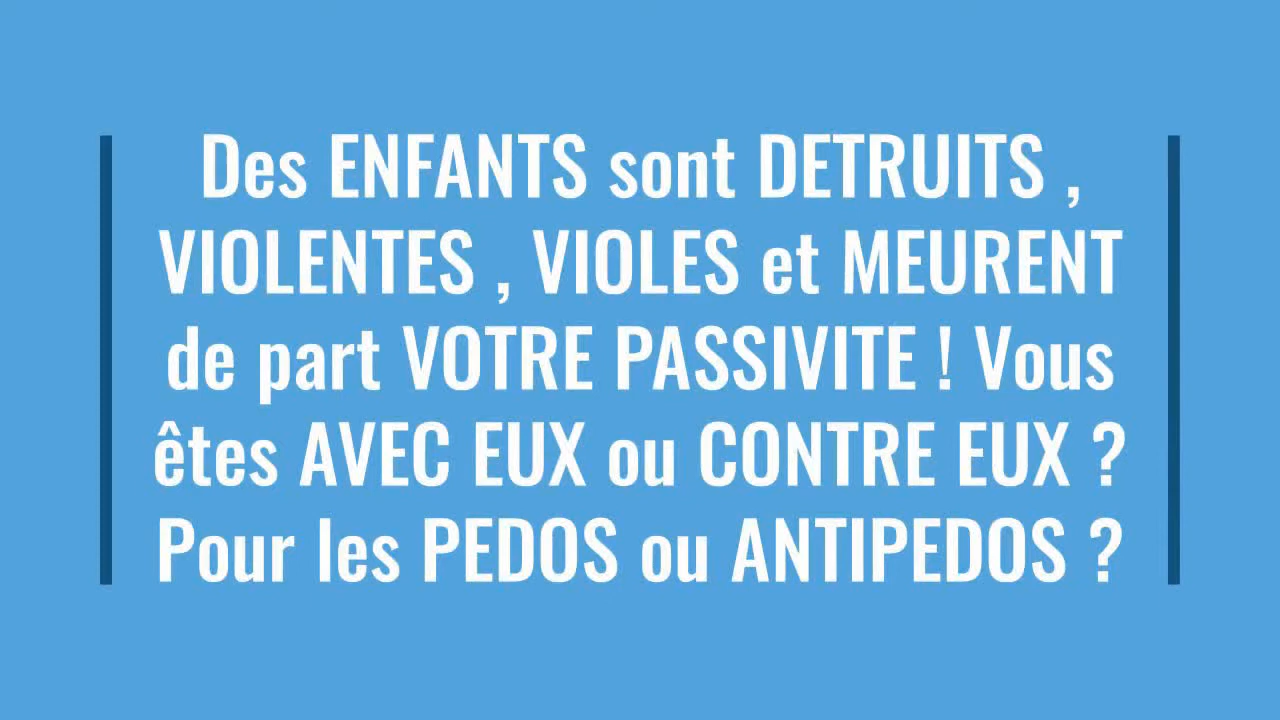 Des ENFANTS sont DETRUITS ,
VIOLENTES , VIOLES et MEURENT
de part VOTRE PASSIVITE ! Vous
êtes AVEC EUX ou CONTRE EUX ?
Pour les PEDOS ou ANTIPEDOS ?